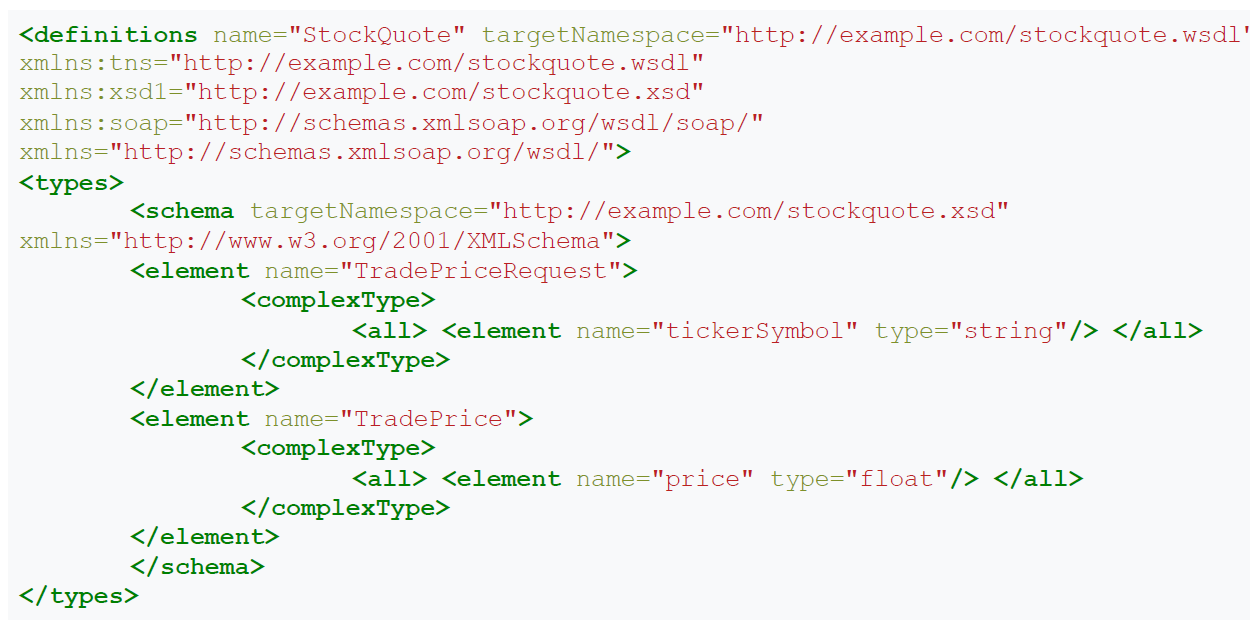 <definitions name="StockQuote" targetNamespace="http://example.com/stockquote.wsdl"
xmlns:tns="http://example.com/stockquote.wsdl"
xmlns:xsd1="http://example.com/stockquote.xsd"
xmlns:soap="http://schemas.xmlsoap.org/wsdl/soap/"
xmlns="http://schemas.xmlsoap.org/wsdl/">
<types>
<schema targetNamespace="http://example.com/stockquote.xsd"
xmlns="http://www.w3.org/2001/XMLSchema">
<element name="TradePriceRequest">
<complexType>
<all> <element name="tickerSymbol" type="string"/> </all>
</complexType>
</element>
<element name="TradePrice">
<complexType>
<all> <element name="price" type="float"/> </all>
</complexType>
</element>
</schema>
</types>